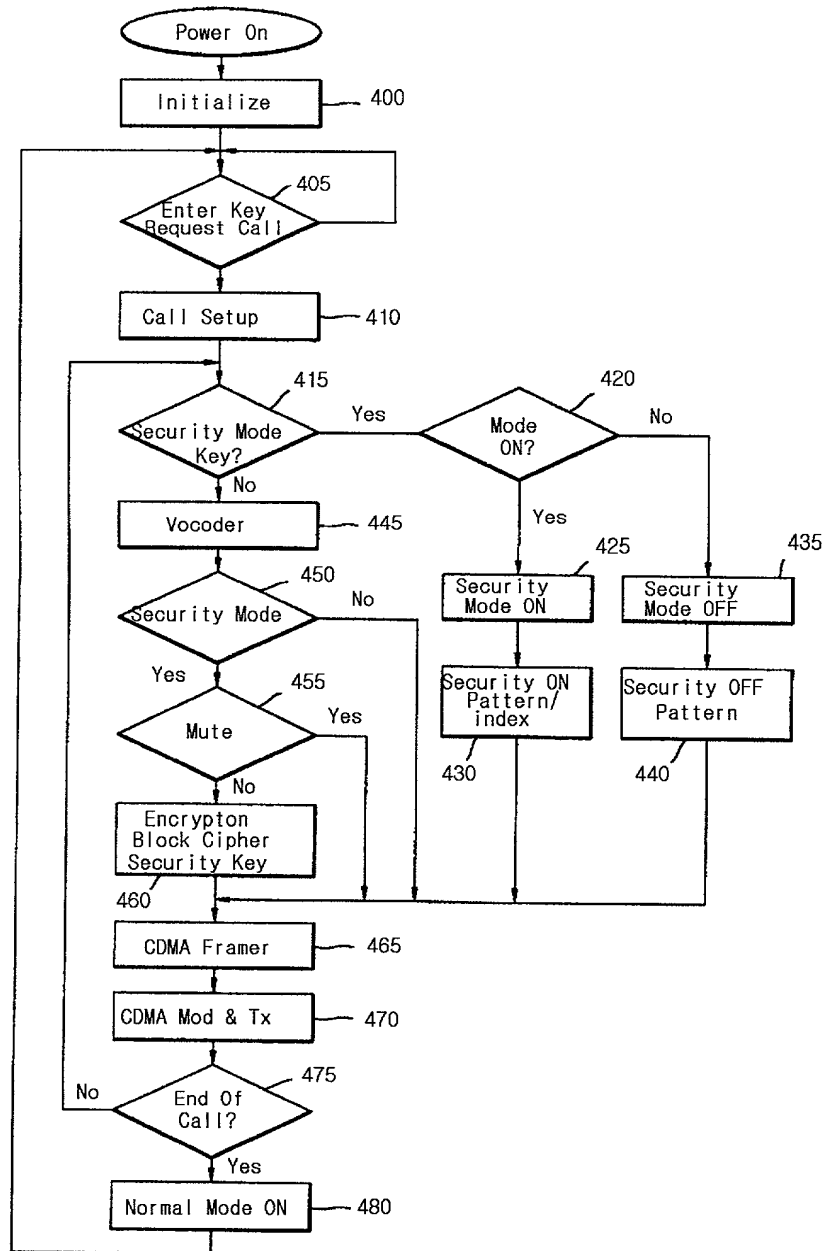 Power On
Initialize
400
405
Enter Key
Request Call
Call Setup
410
415
Security Mode
Key?
Yes
No
420
Mode
ON?
No
Yes
Vocoder
445
425
Security
Mode ON
435
Security
Mode OFF
450
Security Mode
No
Yes
Security ON
Pattern/
index
430
Security OFF
Pattern
440
455
Mute
Yes
No
Encrypton
Block Cipher
Security Key
460
CDMA Framer
465
CDMA Mod & Tx
470
475
End Of
Call?
No
Yes
Normal Mode ON
480